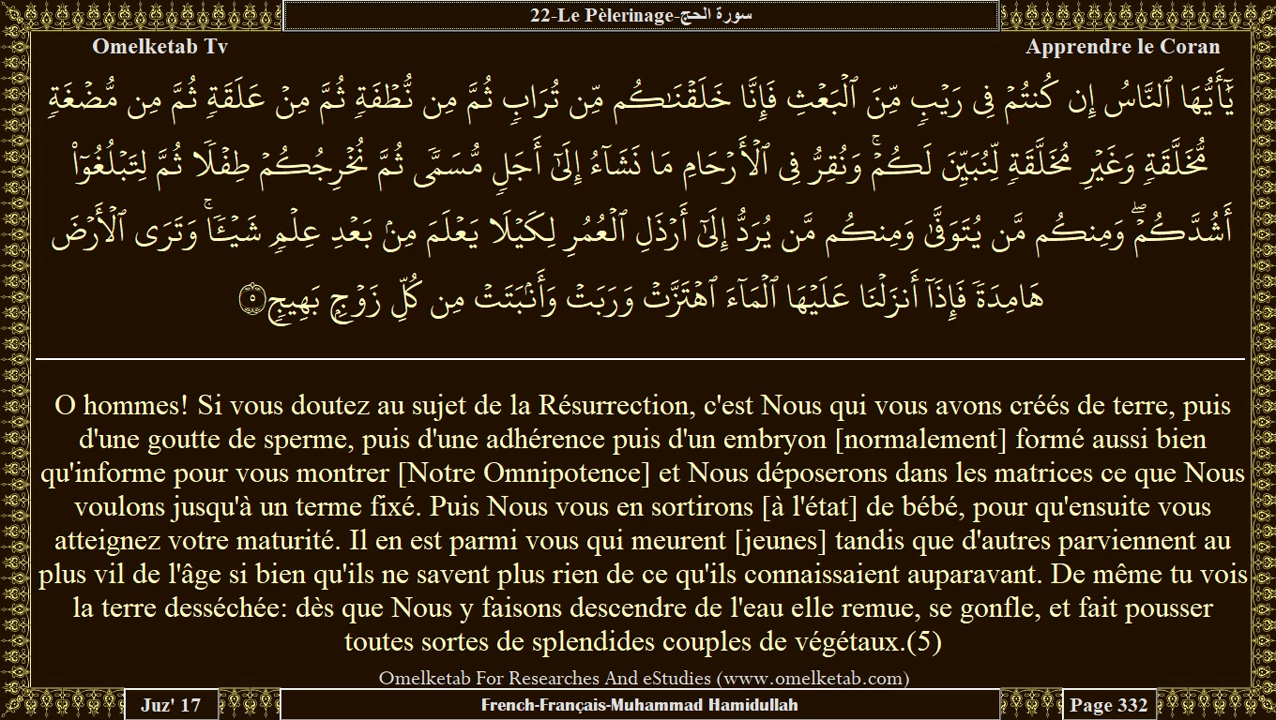 22-Le Pèlerinage-سورة الحج
Omelketab Tv
Apprendre le Coran
يَٰٓأَيُّهَا ٱلنَّاسُ إِن كُنتُمۡ فِي رَيۡبٖ مِّنَ ٱلۡبَعۡثِ فَإِنَّا خَلَقۡنَٰكُم مِّن تُرَابٖ ثُمَّ مِن نُّطۡفَةٖ ثُمَّ مِنۡ عَلَقَةٖ ثُمَّ مِن مُّضۡغَةٖ
مُّخَلَّقَةٖ وَغَيۡرِ مُخَلَّقَةٖ لِّنُبَيِّنَ لَكُمۡۚ وَنُقِرُّ فِي ٱلۡأَرۡحَامِ مَا نَشَآءُ إِلَىٰٓ أَجَلٖ مُّسَمّٗى ثُمَّ نُخۡرِجُكُمۡ طِفۡلٗا ثُمَّ لِتَبۡلُغُوٓاْ
أَشُدَّكُمۡۖ وَمِنكُم مَّن يُتَوَفَّىٰ وَمِنكُم مَّن يُرَدُّ إِلَىٰٓ أَرۡذَلِ ٱلۡعُمُرِ لِكَيۡلَا يَعۡلَمَ مِنۢ بَعۡدِ عِلۡمٖ شَيۡـٔٗاۚ وَتَرَى ٱلۡأَرۡضَ
هَامِدَةٗ فَإِذَآ أَنزَلۡنَا عَلَيۡهَا ٱلۡمَآءَ ٱهۡتَزَّتۡ وَرَبَتۡ وَأَنۢبَتَتۡ مِن كُلِّ زَوۡجِۭ بَهِيجٖ ٥
O hommes! Si vous doutez au sujet de la Résurrection, c'est Nous qui vous avons créés de terre, puis
d'une goutte de sperme, puis d'une adhérence puis d'un embryon [normalement] formé aussi bien
qu'informe pour vous montrer [Notre Omnipotence] et Nous déposerons dans les matrices ce que Nous
voulons jusqu'à un terme fixé. Puis Nous vous en sortirons [à l'état] de bébé, pour qu'ensuite vous
atteignez votre maturité. Il en est parmi vous qui meurent [jeunes] tandis que d'autres parviennent au
plus vil de l'âge si bien qu'ils ne savent plus rien de ce qu'ils connaissaient auparavant. De même tu vois
la terre desséchée: dès que Nous y faisons descendre de l'eau elle remue, se gonfle, et fait pousser
toutes sortes de splendides couples de végétaux.(5)
Omelketab For Researches And eStudies (www.omelketab.com)
Juz' 17
French-Français-Muhammad Hamidullah
Page 332